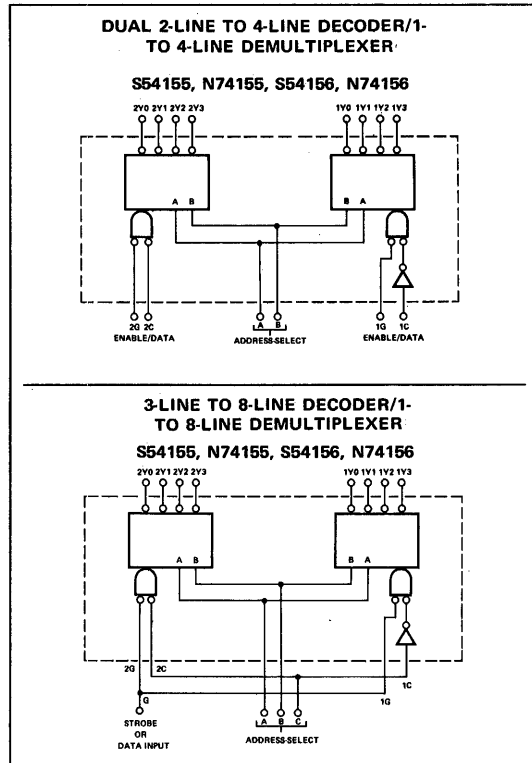 DUAL 2-LINE TO 4-LINE DECODER/1-
TO 4-LINE DEMULTIPLEXER
S54155, N74155, S54156, N74156
2Y0 2Y1 2Y2 2Y3
1Y0 1Y1 1Y2 1Y3
A B
B A
2G 2C
A B
1G 1C
ENABLE/DATA
ADDRESS-SELECT
ENABLE/DATA
3-LINE TO 8-LINE DECODER/1-
TO 8-LINE DEMULTIPLEXER
S54155, N74155, S54156, N74156
2Y0 2Y1 2Y2 2Y3
1Y0 1Y1 1Y2 1Y3
A B
B A
2G 2C
1C
G
1G
A B C
STROBE
OR
DATA INPUT
ADDRESS-SELECT